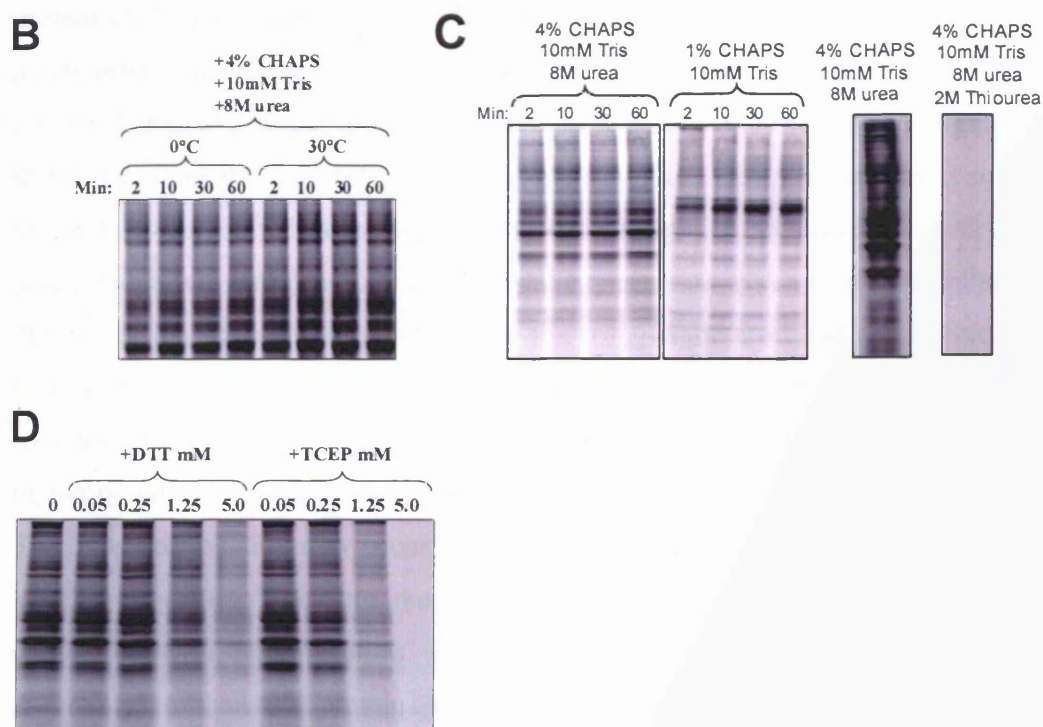 B
+4% CHAPS
+10mM Tris
+8M urea
0°C 30°C
Min: 2 10 30 60 2 10 30 60
C
4% CHAPS
10mM Tris
8M urea
1% CHAPS
10mM Tris
4% CHAPS
10mM Tris
8M urea
4% CHAPS
10mM Tris
8M urea
2M Thiourea
Min: 2 10 30 60 2 10 30 60
D
+DTT mM +TCEP mM
0 0.05 0.25 1.25 5.0 0.05 0.25 1.25 5.0